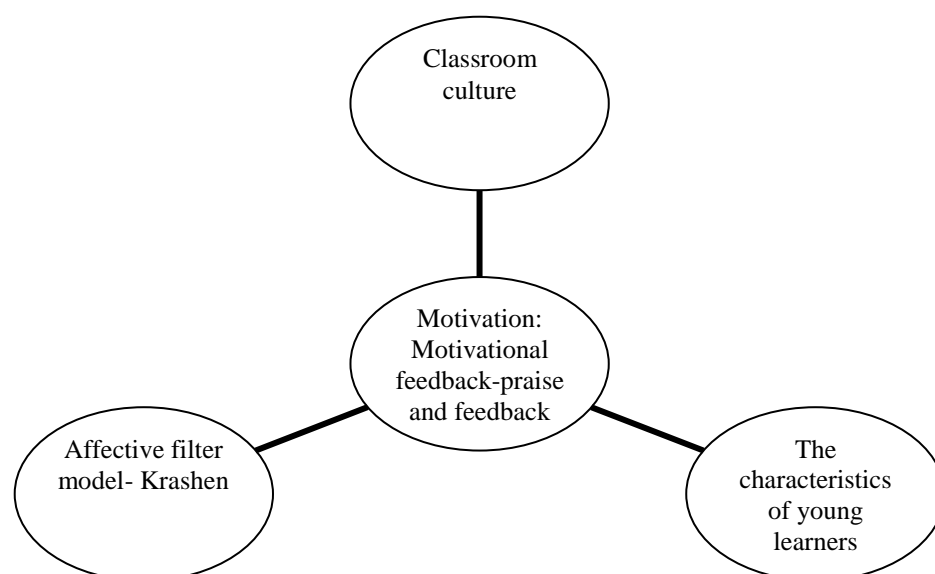 Classroom
culture
Motivation:
Motivational
feedback-praise
and feedback
Affective filter
model- Krashen
The
characteristics
of young
learners